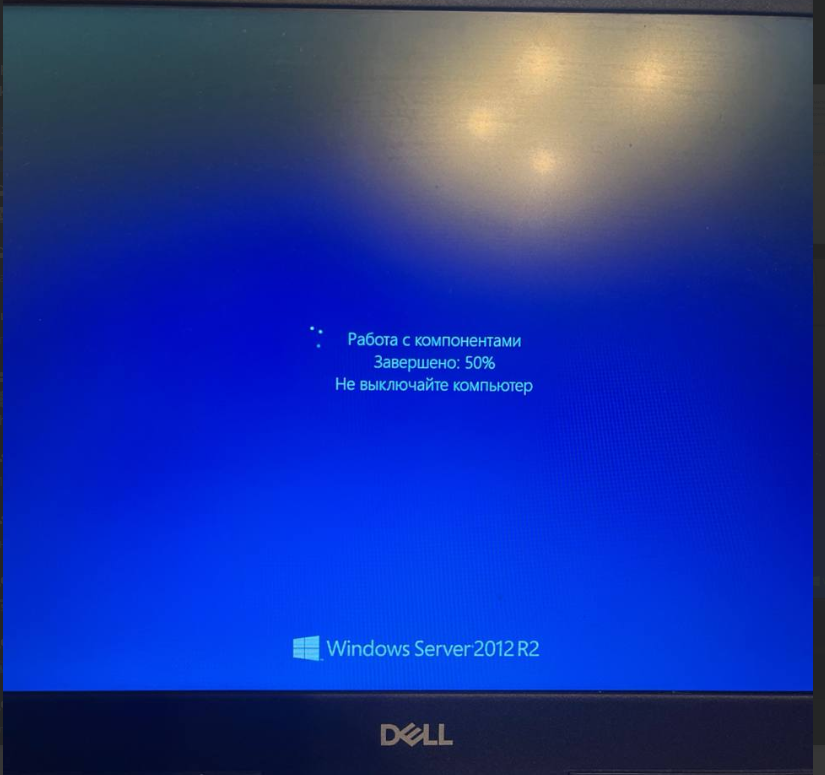 Работа с компонентами
Завершено: 50%
Не выключайте компьютер
Windows Server 2012 R2
DELL